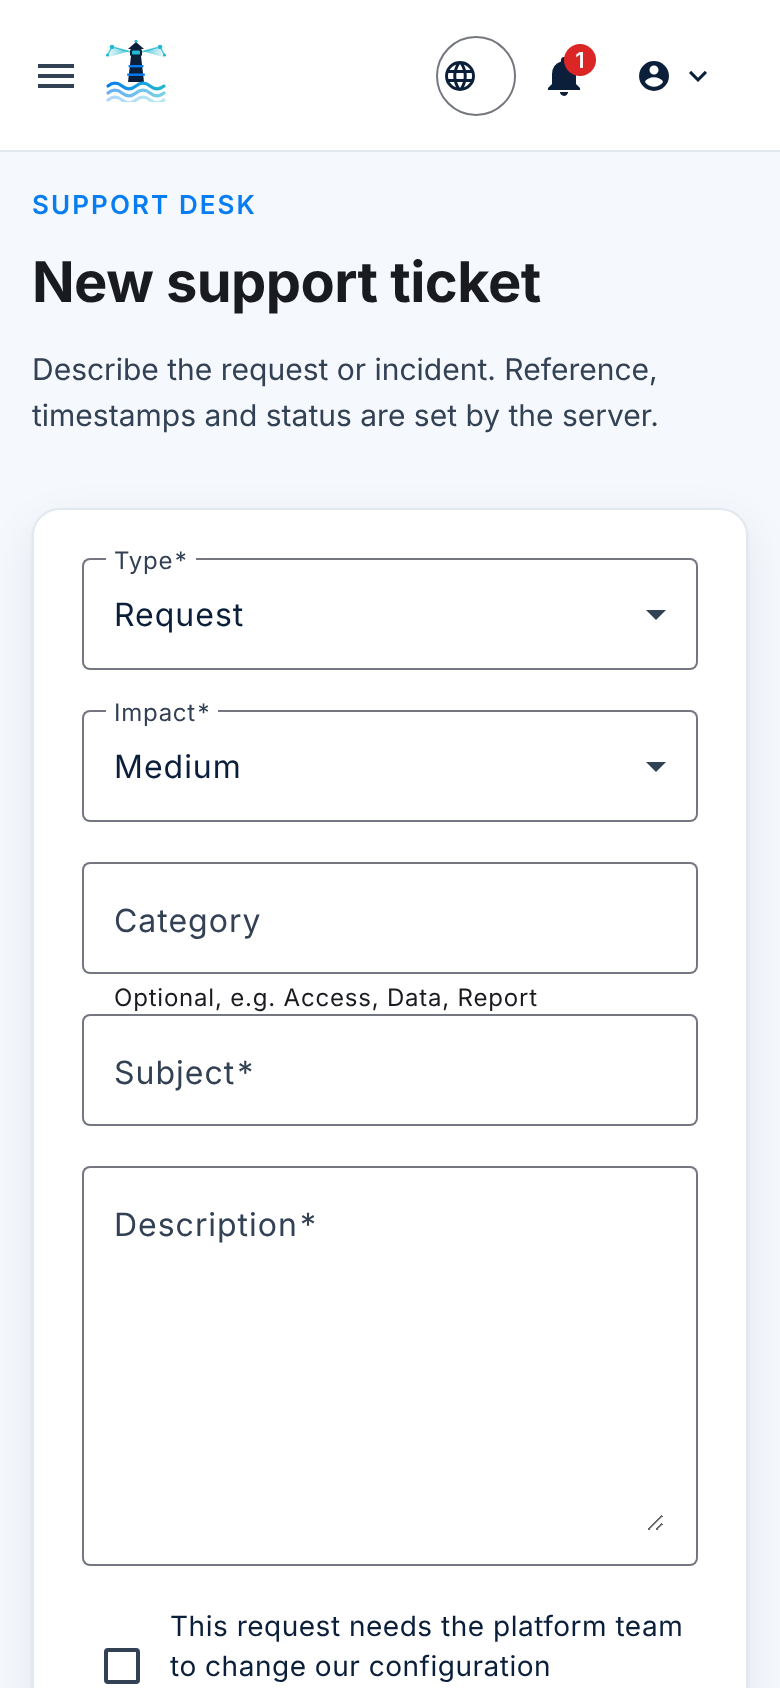 1
SUPPORT DESK
New support ticket
Describe the request or incident. Reference,
timestamps and status are set by the server.
Type*
Request
Impact*
Medium
Category
Optional, e.g. Access, Data, Report
Subject*
Description*
This request needs the platform team
to change our configuration